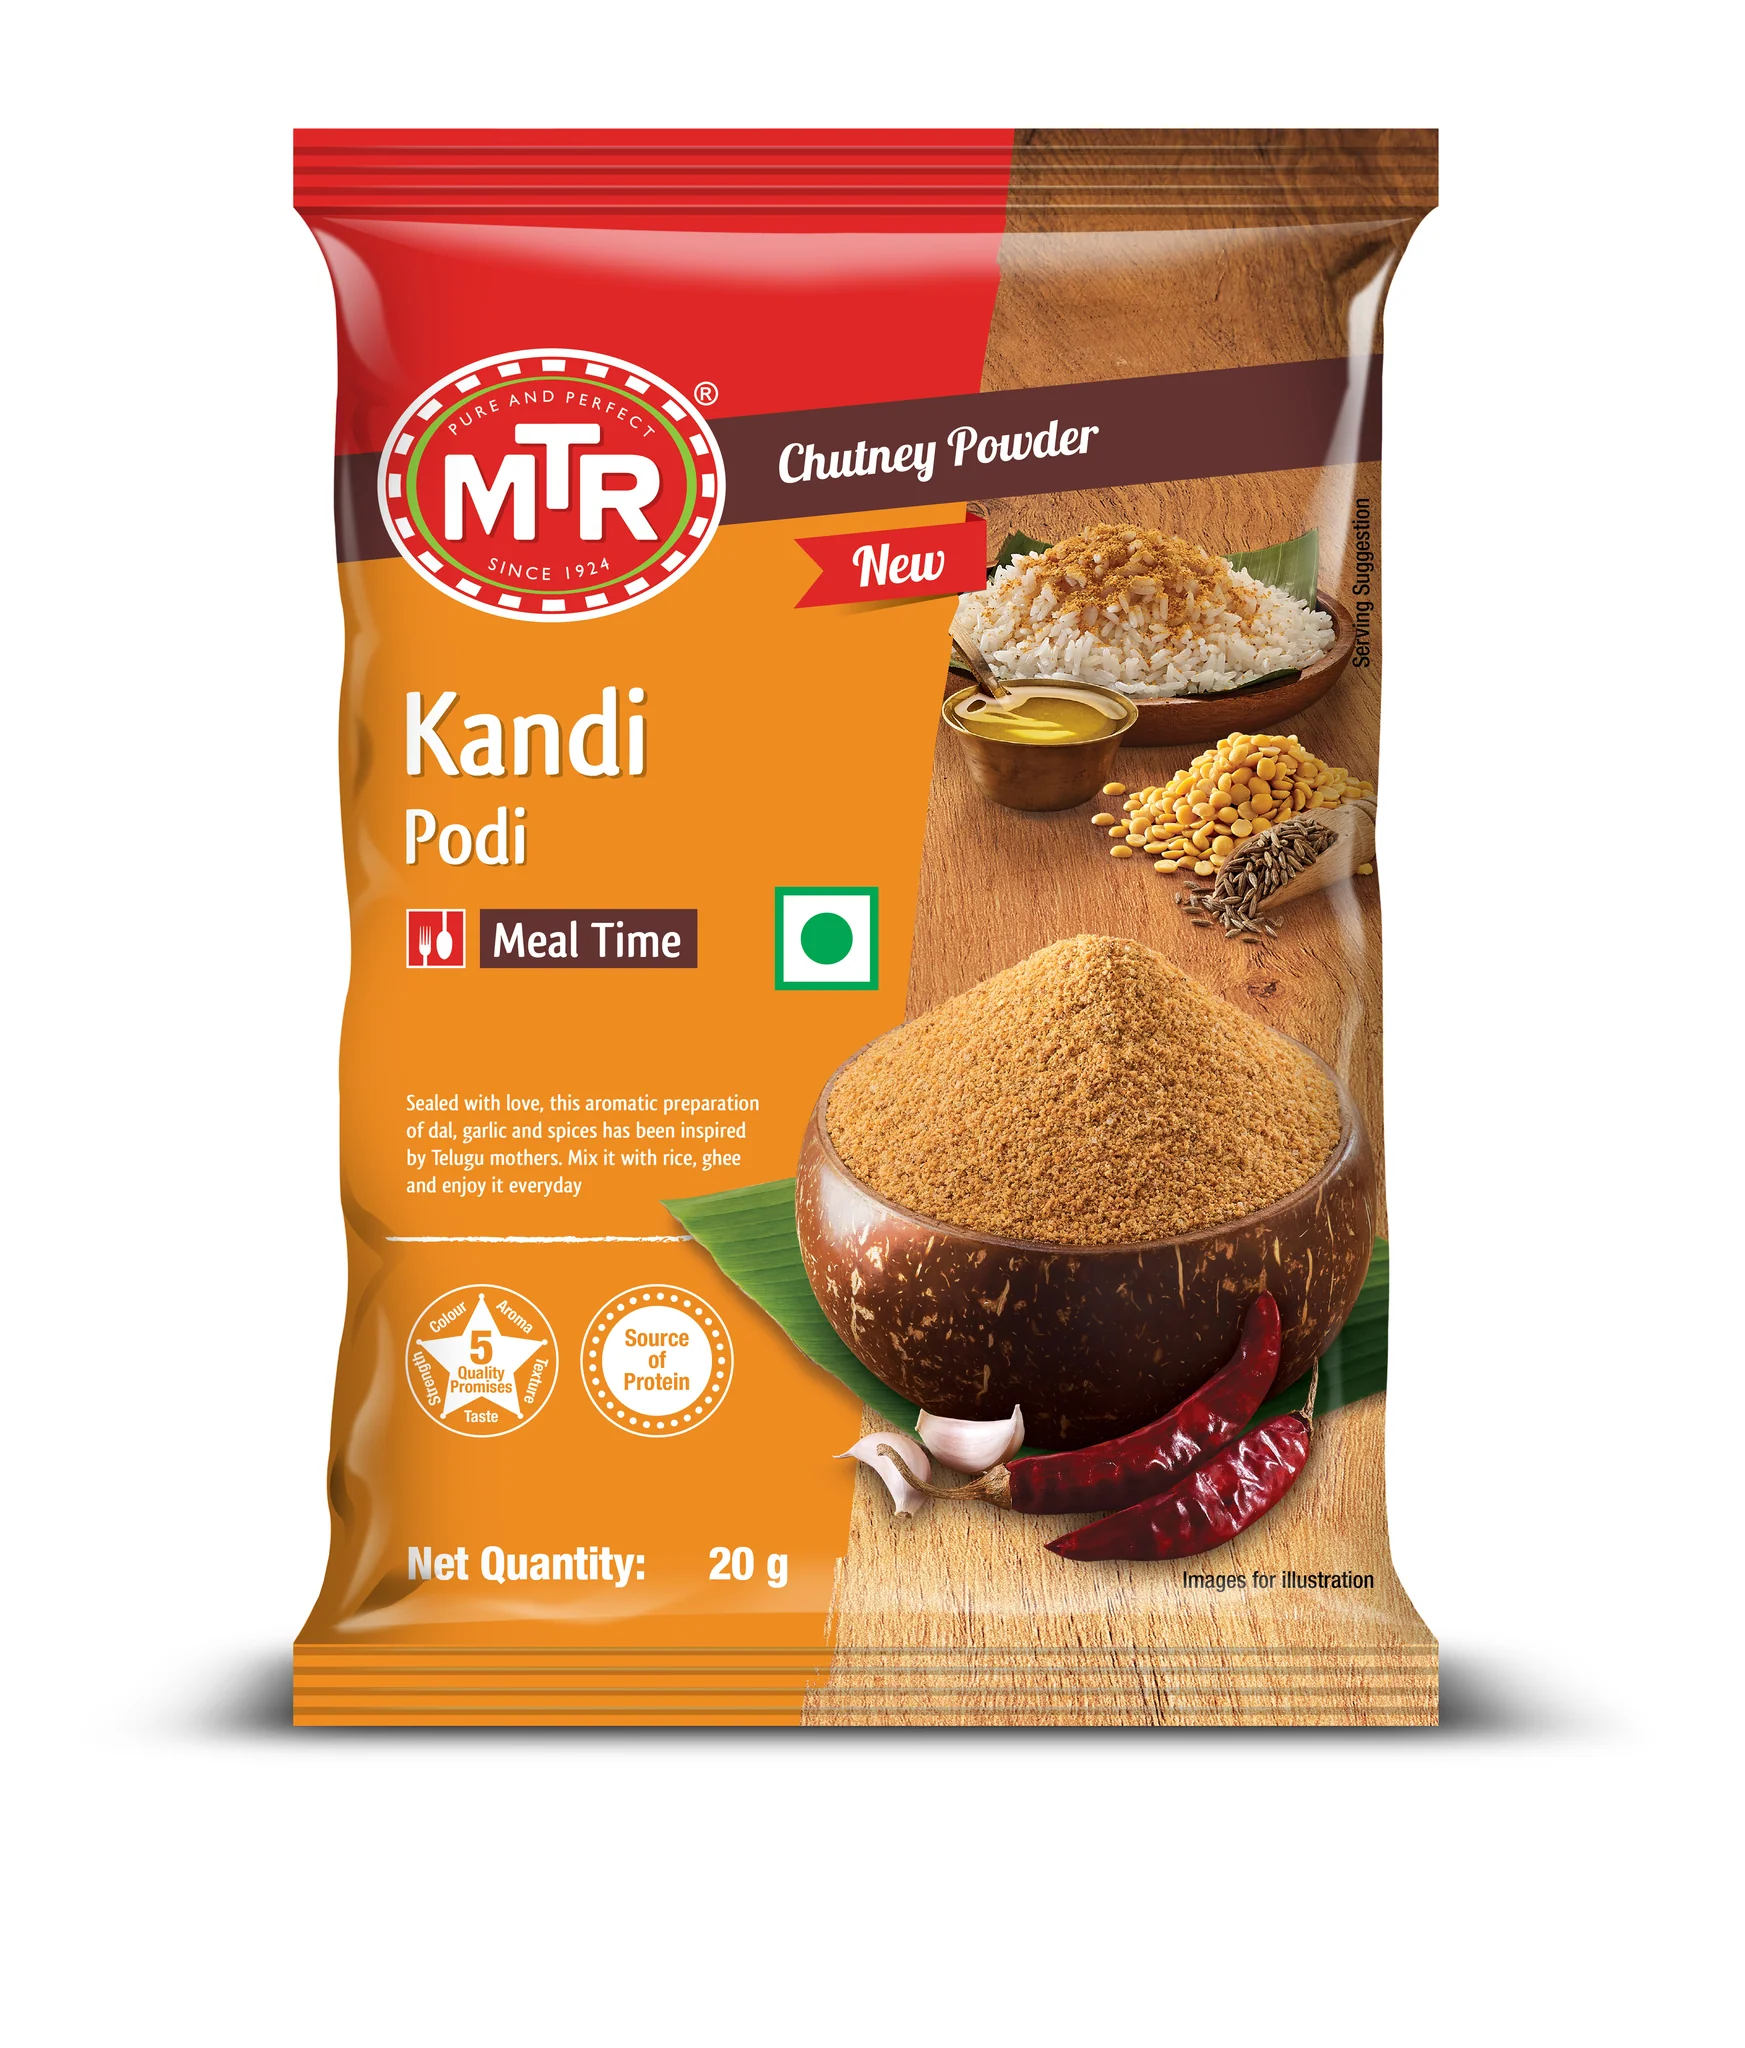 PURE AND PERFECT
MTR
®
SINCE 1924
Chutney Powder
New
Serving Suggestion
Kandi
Podi
Meal Time
Sealed with love, this aromatic preparation
of dal, garlic and spices has been inspired
by Telugu mothers. Mix it with rice, ghee
and enjoy it everyday
Colour
Aroma
Strength
Texture
Taste
5
Quality
Promises
Source
of
Protein
Net Quantity: 20 g
Images for illustration